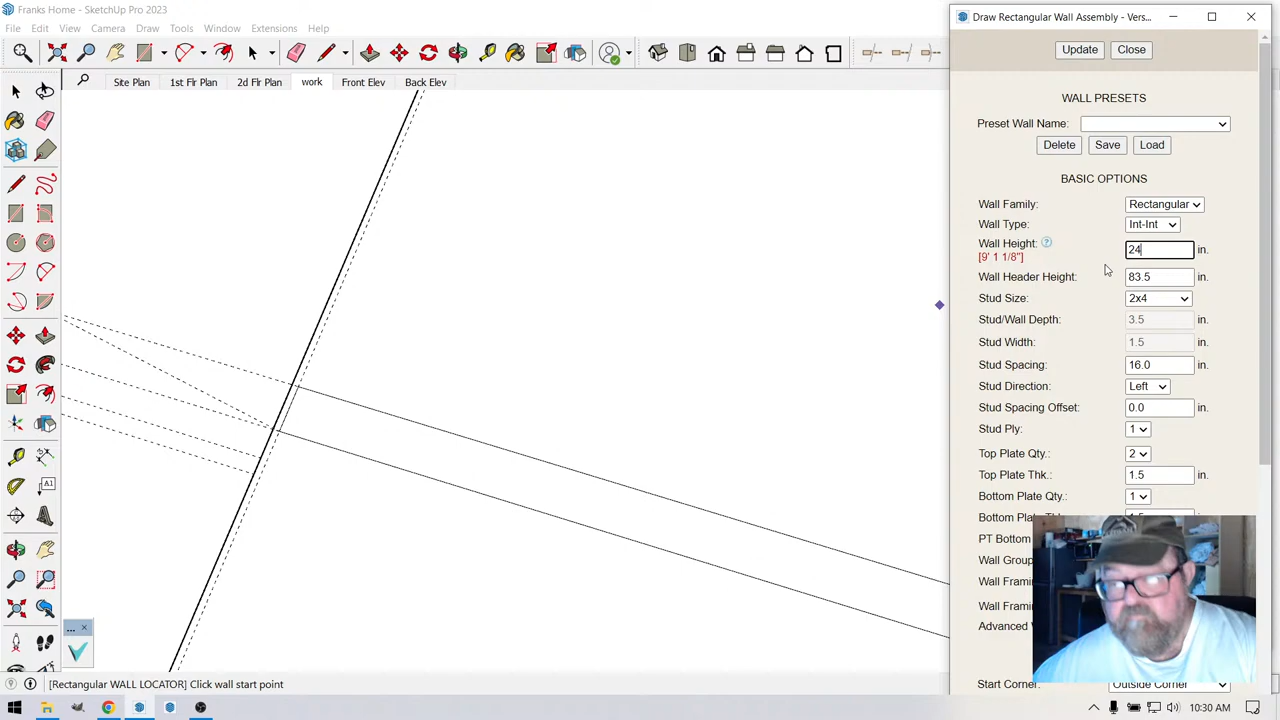 Franks Home - SketchUp Pro 2023
File Edit View Camera Draw Tools Window Extensions Help
Site Plan 1st Flr Plan 2d Flr Plan work Front Elev Back Elev
Draw Rectangular Wall Assembly - Vers...
Update Close
WALL PRESETS
Preset Wall Name:
Delete Save Load
BASIC OPTIONS
Wall Family: Rectangular
Wall Type: Int-Int
Wall Height: ? 24 in.
[9' 1 1/8"]
Wall Header Height: 83.5 in.
Stud Size: 2x4
Stud/Wall Depth: 3.5 in.
Stud Width: 1.5 in.
Stud Spacing: 16.0 in.
Stud Direction: Left
Stud Spacing Offset: 0.0 in.
Stud Ply: 1
Top Plate Qty.: 2
Top Plate Thk.: 1.5 in.
Bottom Plate Qty.: 1
Bottom Plate
PT Bottom
Wall Group
Wall Framin
Wall Framin
Advanced
Start Corner: Outside Corner
A1
...
[Rectangular WALL LOCATOR] Click wall start point
10:30 AM